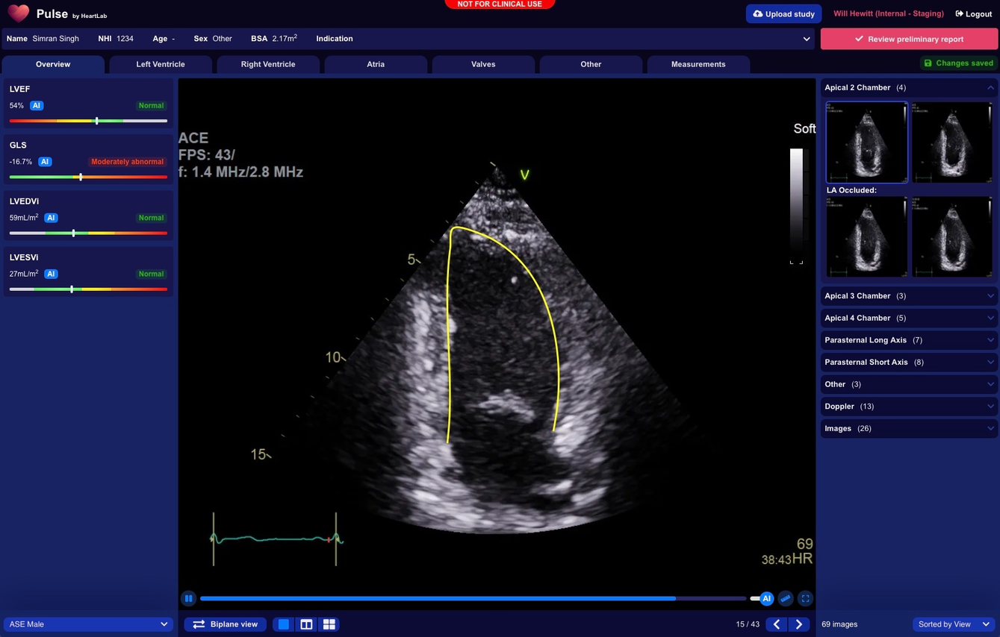 NOT FOR CLINICAL USE
Pulse by HeartLab
Upload study
Will Hewitt (Internal - Staging)
Logout
Name Simran Singh NHI 1234 Age - Sex Other BSA 2.17m² Indication
Review preliminary report
Overview
Left Ventricle
Right Ventricle
Atria
Valves
Other
Measurements
Changes saved
LVEF
54% AI Normal
GLS
-16.7% AI Moderately abnormal
LVEDVi
59mL/m² AI Normal
LVESVi
27mL/m² AI Normal
ASE Male
ACE
FPS: 43/
f: 1.4 MHz/2.8 MHz
Soft
V
5
10
15
69
38:43HR
AI
Biplane view
15 / 43
Apical 2 Chamber (4)
LA Occluded:
Apical 3 Chamber (3)
Apical 4 Chamber (5)
Parasternal Long Axis (7)
Parasternal Short Axis (8)
Other (3)
Doppler (13)
Images (26)
69 images
Sorted by View